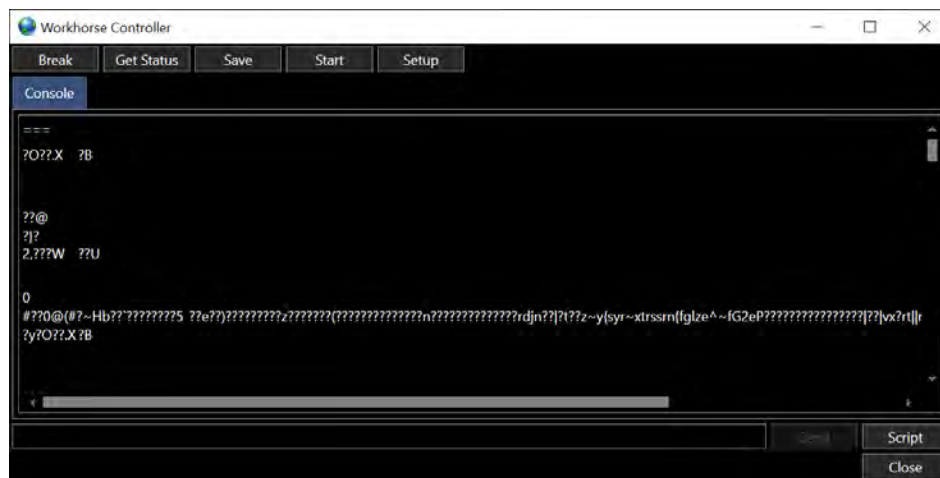 Workhorse Controller
Break Get Status Save Start Setup
Console
===
?O??.X ?B
??@
?J?
2,???W ??U
0
#??0@(#?~Hb??¨????????5 ??e??)?????????z???????(??????????????n??????????????rdjn??|?t??z~y{syr~xtrssrn{fglze^~fG2eP????????????????|??|vx?rt||r
?y?O??.X?B
Send Script
Close